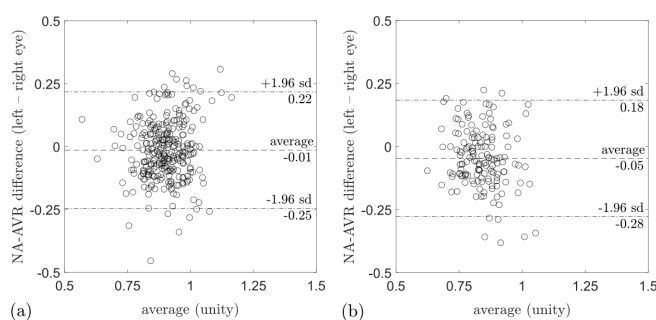 0.5
0.25
0
-0.25
-0.5
NA-AVR difference (left – right eye)
+1.96 sd
0.22
average
-0.01
-1.96 sd
-0.25
0.5
0.75
1
1.25
1.5
average (unity)
(a)
0.5
0.25
0
-0.25
-0.5
NA-AVR difference (left – right eye)
+1.96 sd
0.18
average
-0.05
-1.96 sd
-0.28
0.5
0.75
1
1.25
1.5
average (unity)
(b)